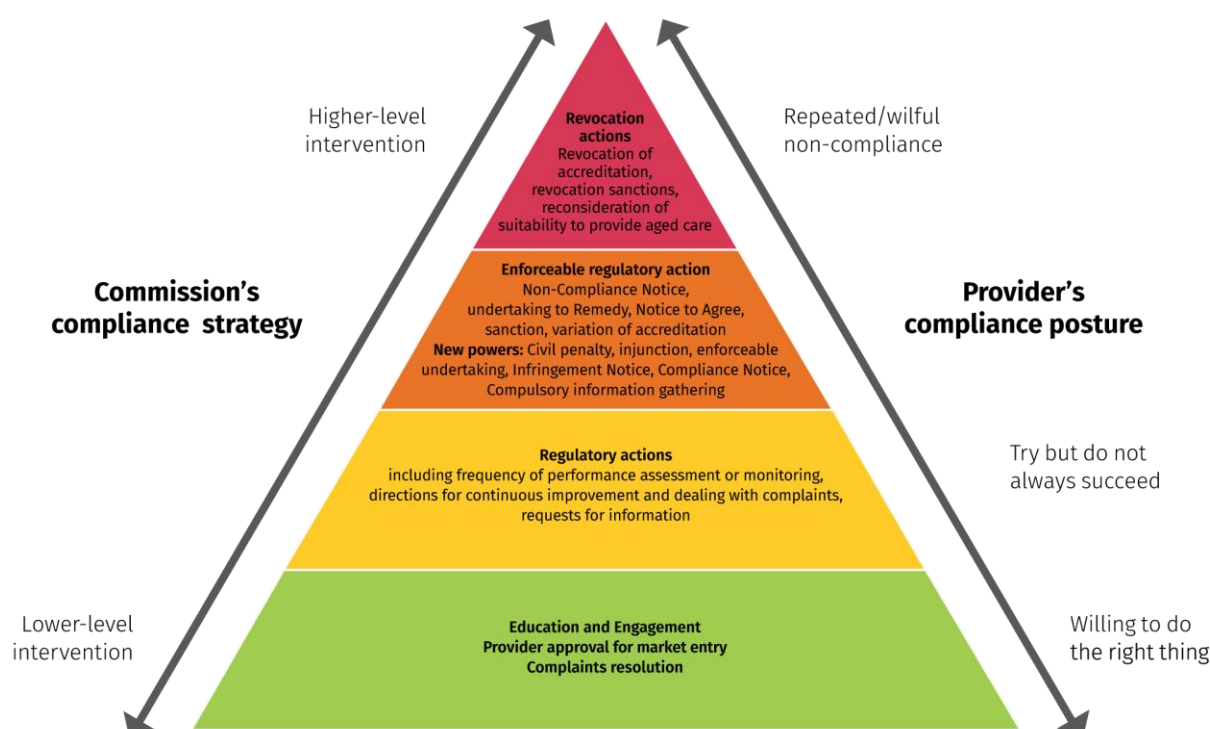 Higher-level
intervention
Repeated/wilful
non-compliance
Revocation
actions
Revocation of
accreditation,
revocation sanctions,
reconsideration of
suitability to provide aged care
Commission's
compliance strategy
Enforceable regulatory action
Non-Compliance Notice,
undertaking to Remedy, Notice to Agree,
sanction, variation of accreditation
New powers: Civil penalty, injunction, enforceable
undertaking, Infringement Notice, Compliance Notice,
Compulsory information gathering
Provider's
compliance posture
Regulatory actions
including frequency of performance assessment or monitoring,
directions for continuous improvement and dealing with complaints,
requests for information
Try but do not
always succeed
Lower-level
intervention
Education and Engagement
Provider approval for market entry
Complaints resolution
Willing to do
the right thing